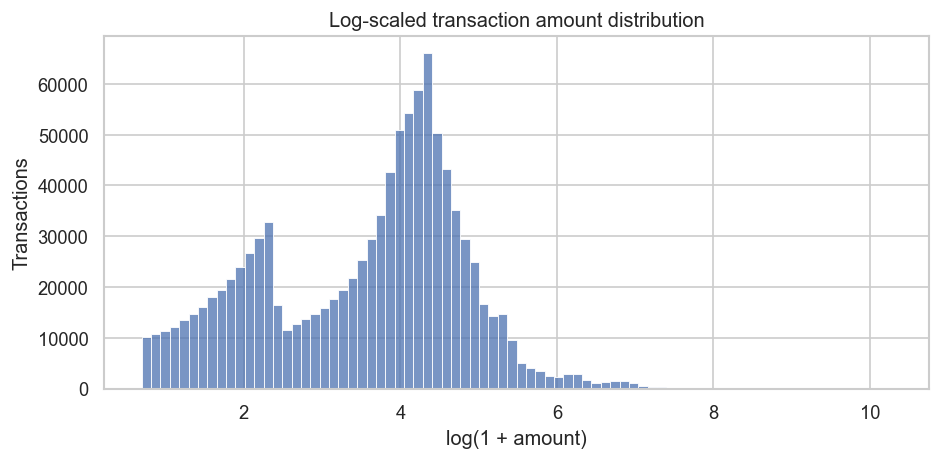 Log-scaled transaction amount distribution
Transactions
60000
50000
40000
30000
20000
10000
0
2 4 6 8 10
log(1 + amount)